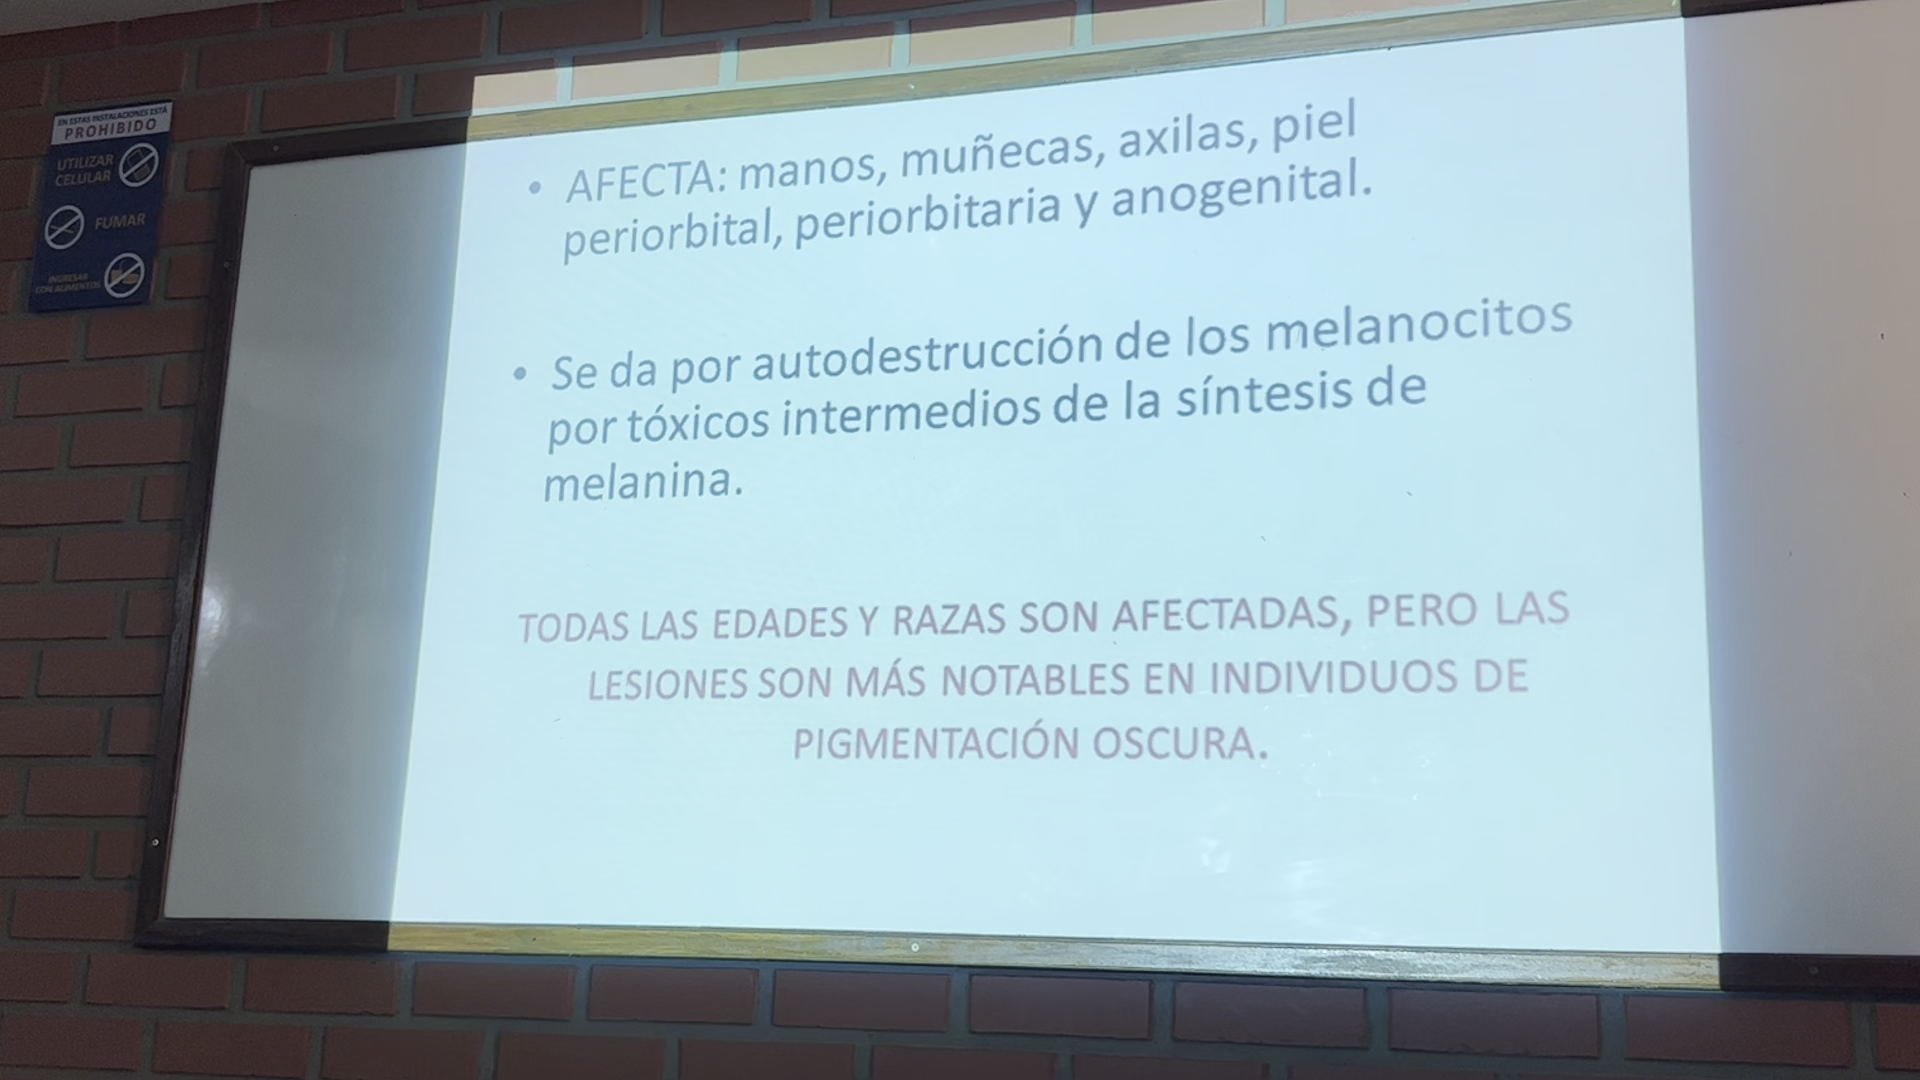 EN ESTAS INSTALACIONES ESTÁ
PROHIBIDO
UTILIZAR
CELULAR
FUMAR
INGRESAR
CON ALIMENTOS
• AFECTA: manos, muñecas, axilas, piel
periorbital, periorbitaria y anogenital.
• Se da por autodestrucción de los melanocitos
por tóxicos intermedios de la síntesis de
melanina.
TODAS LAS EDADES Y RAZAS SON AFECTADAS, PERO LAS
LESIONES SON MÁS NOTABLES EN INDIVIDUOS DE
PIGMENTACIÓN OSCURA.